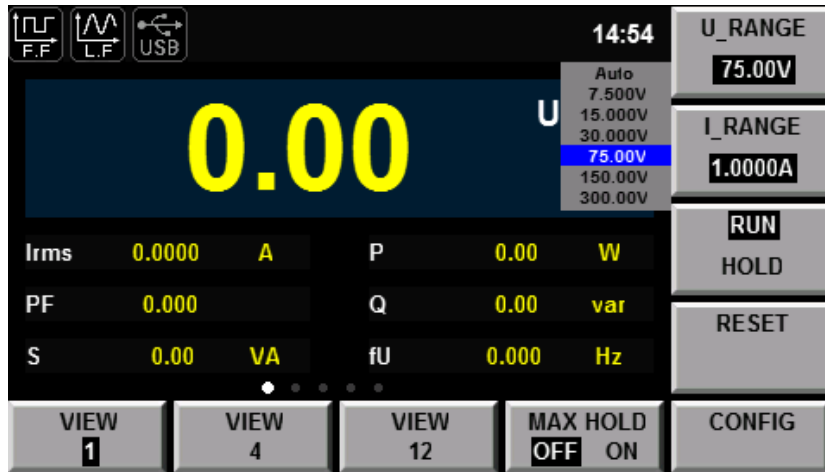 F.F L.F USB 14:54
U_RANGE
75.00V
Auto
7.500V
15.000V
30.000V
75.00V
150.00V
300.00V
0.00 U
I_RANGE
1.0000A
RUN
HOLD
Irms 0.0000 A P 0.00 W
PF 0.000 Q 0.00 var
RESET
S 0.00 VA fU 0.000 Hz
VIEW
1
VIEW
4
VIEW
12
MAX HOLD
OFF ON
CONFIG